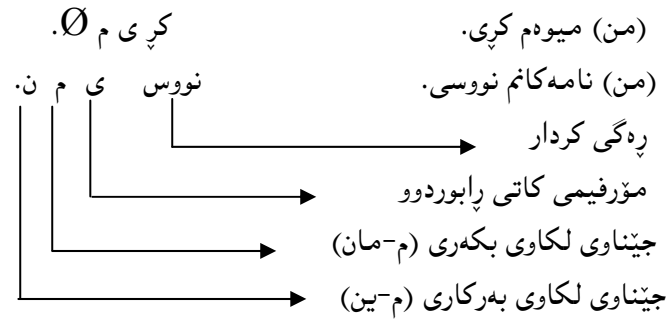 (من) میوەم کڕی. کڕ ی م Ø.
(من) نامەکانم نووسی. نووس ی م ن.
ڕەگی کردار
مۆرفیمی کاتی ڕابوردوو
جێناوی لکاوی بکەری (م-مان)
جێناوی لکاوی بەرکاری (م-ین)